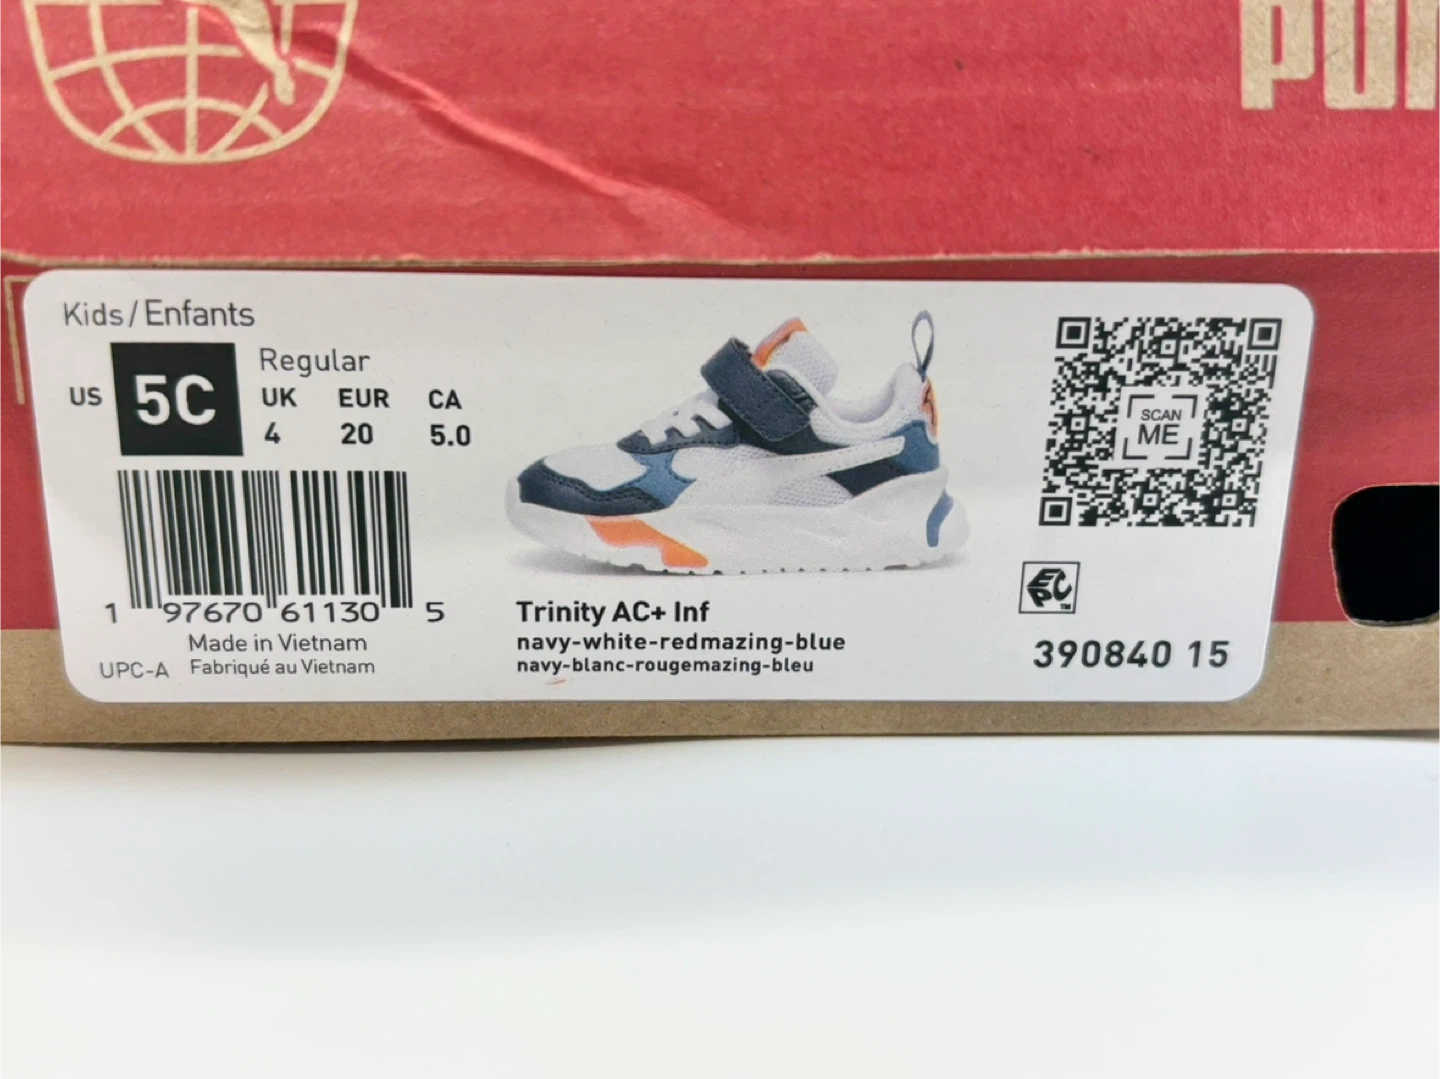 PUM
Kids/Enfants
US 5C
Regular
UK EUR CA
4 20 5.0
SCAN
ME
1 97670 61130 5
Made in Vietnam
UPC-A Fabriqué au Vietnam
Trinity AC+ Inf
navy-white-redmazing-blue
navy-blanc-rougemazing-bleu
EPC™
390840 15